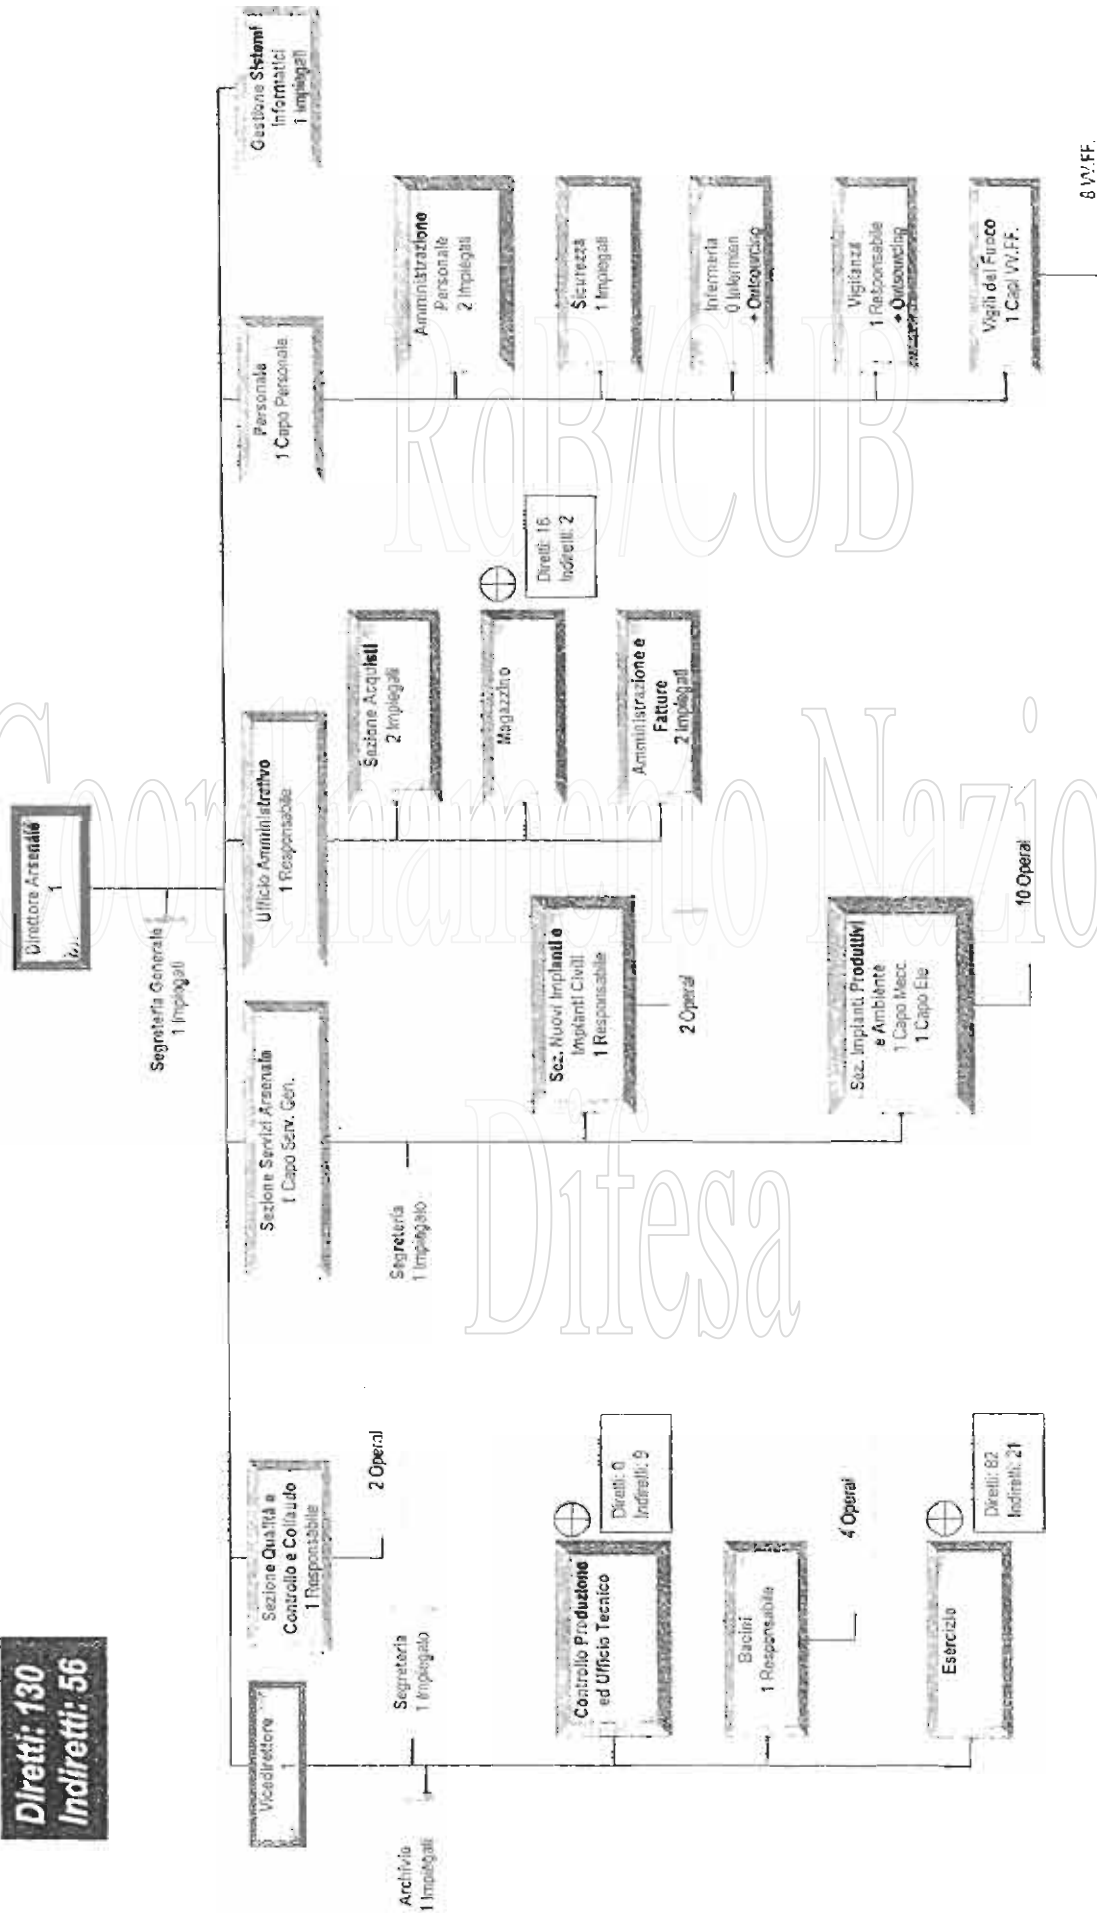 Diretti: 130
Indiretti: 56
Direttore Arsenale
1
Segreteria Generale
1 Impiegati
Vicedirettore
1
Segreteria
1 Impiegato
Archivio
1 Impiegati
Controllo Produzione
ed Ufficio Tecnico
Diretti: 0
Indiretti: 9
Bacini
1 Responsabile
4 Operai
Esercizio
Diretti: 82
Indiretti: 21
Sezione Qualità e
Controllo e Collaudo
1 Responsabile
2 Operai
Sezione Servizi Arsenale
1 Capo Serv. Gen.
Segreteria
1 Impiegato
Sez. Nuovi Impianti e
Impianti Civili
1 Responsabile
2 Operai
Sez. Impianti Produttivi
e Ambiente
1 Capo Mecc.
1 Capo Ele
10 Operai
Ufficio Amministrativo
1 Responsabile
Sezione Acquisti
2 Impiegati
Magazzino
Diretti: 16
Indiretti: 2
Amministrazione e
Fatture
2 Impiegati
Personale
1 Capo Personale
Amministrazione
Personale
2 Impiegati
Sicurezza
1 Impiegati
Infermeria
0 Infermieri
+ Outsourcing
Vigilanza
1 Responsabile
+ Outsourcing
Vigili del Fuoco
1 Capi VV.FF.
8 VV.FF.
Gestione Sistemi
Informatici
1 Impiegati
RdB/CUB
Coordinamento Nazio
Difesa